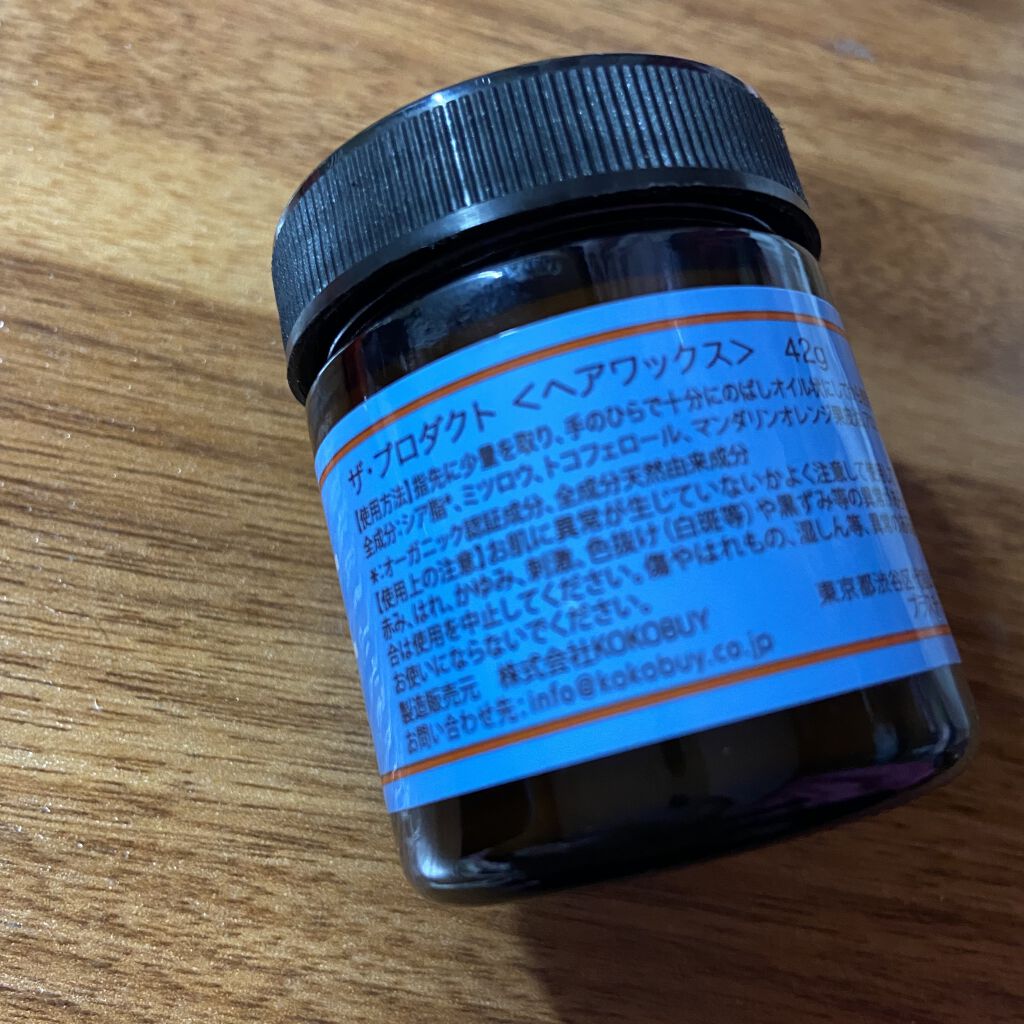 ザ・プロダクト <ヘアワックス> 42g
【使用方法】指先に少量を取り、手のひらで十分にのばしオイル状にして
全成分:シア脂*、ミツロウ、トコフェロール、マンダリンオレンジ果皮
*:オーガニック認証成分、全成分天然由来成分
【使用上の注意】お肌に異常が生じていないかよく注意して
赤み、はれ、かゆみ、刺激、色抜け(白斑等)や黒ずみ等の異常
合は使用を中止してください。傷やはれもの、湿しん等、異常
お使いにならないでください。
製造販売元 株式会社KOKOBUY 東京都渋谷区
お問い合わせ先:info@kokobuy.co.jp